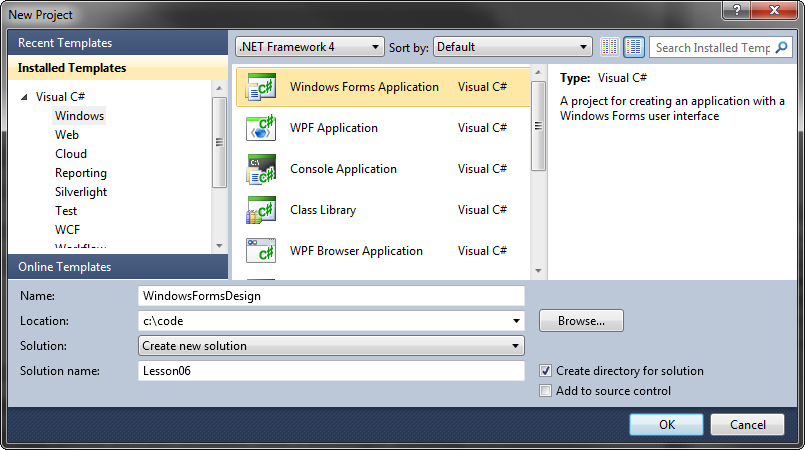 New Project
Recent Templates
Installed Templates
Visual C#
Windows
Web
Cloud
Reporting
Silverlight
Test
WCF
Workflow
Online Templates
.NET Framework 4 Sort by: Default Search Installed Temp
Windows Forms Application Visual C#
WPF Application Visual C#
Console Application Visual C#
Class Library Visual C#
WPF Browser Application Visual C#
Type: Visual C#
A project for creating an application with a
Windows Forms user interface
Name: WindowsFormsDesign
Location: c:\code Browse...
Solution: Create new solution
Solution name: Lesson06
Create directory for solution
Add to source control
OK Cancel